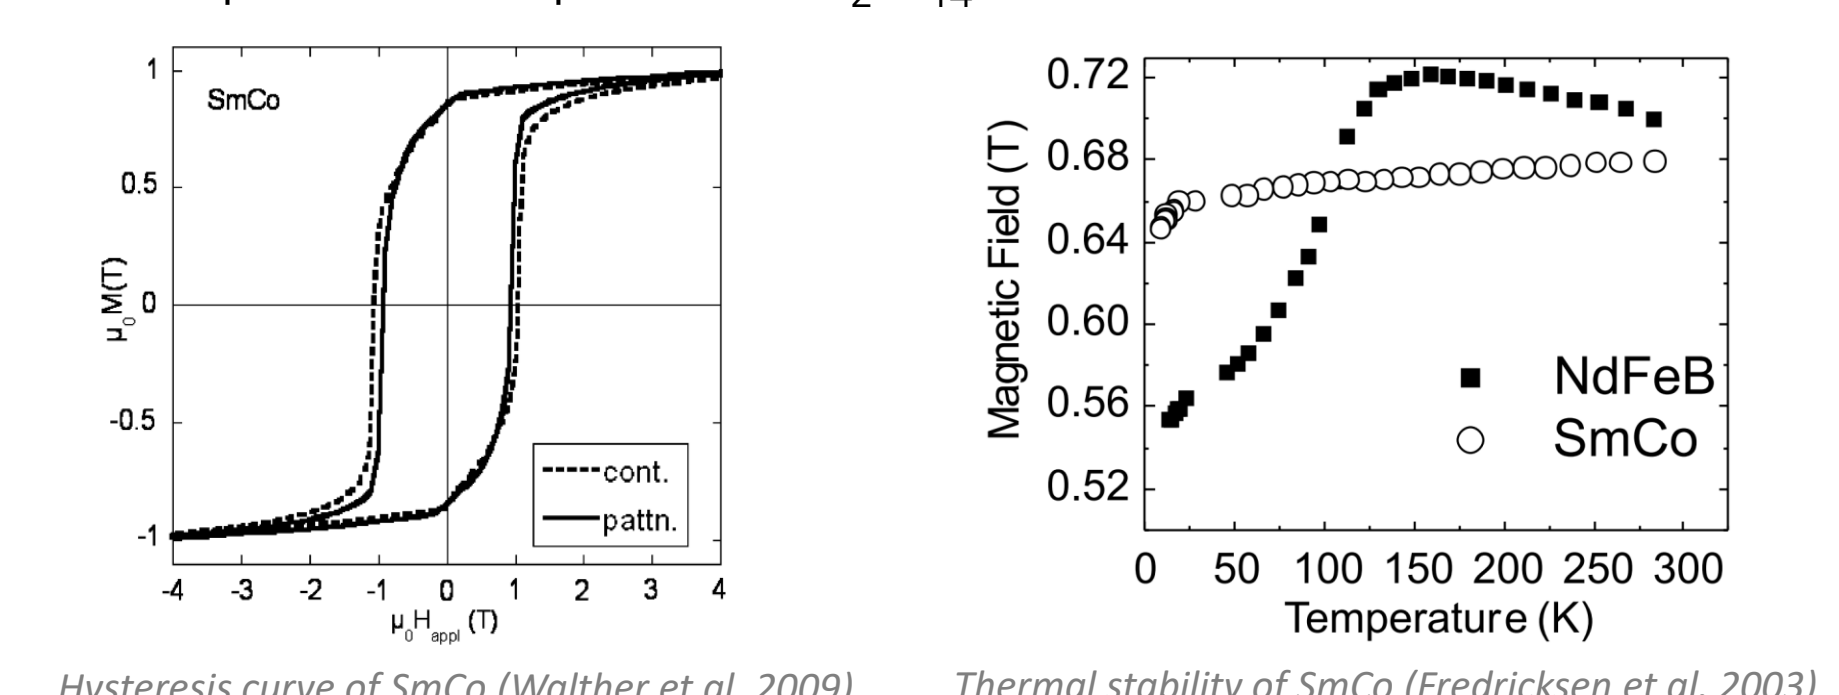 SmCo
1
0.5
0
-0.5
-1
μ0M(T)
-4 -3 -2 -1 0 1 2 3 4
μ0Happl (T)
cont.
pattn.
Hysteresis curve of SmCo (Walther et al. 2009)
0.72
0.68
0.64
0.60
0.56
0.52
Magnetic Field (T)
NdFeB
SmCo
0 50 100 150 200 250 300
Temperature (K)
Thermal stability of SmCo (Fredricksen et al. 2003)